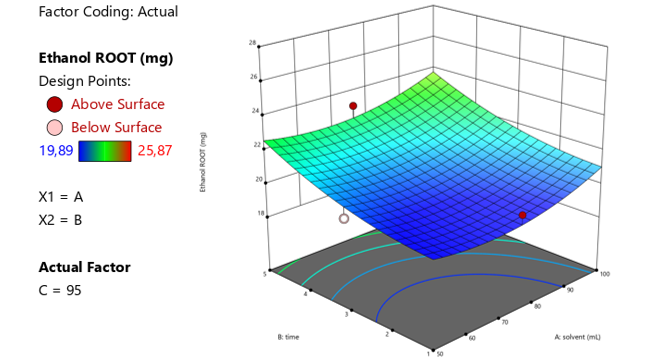 Factor Coding: Actual
Ethanol ROOT (mg)
Design Points:
Above Surface
Below Surface
19,89 25,87
X1 = A
X2 = B
Actual Factor
C = 95
28
26
24
22
20
18
Ethanol ROOT (mg)
5
4
3
2
1
B: time
50
60
70
80
90
100
A: solvent (mL)